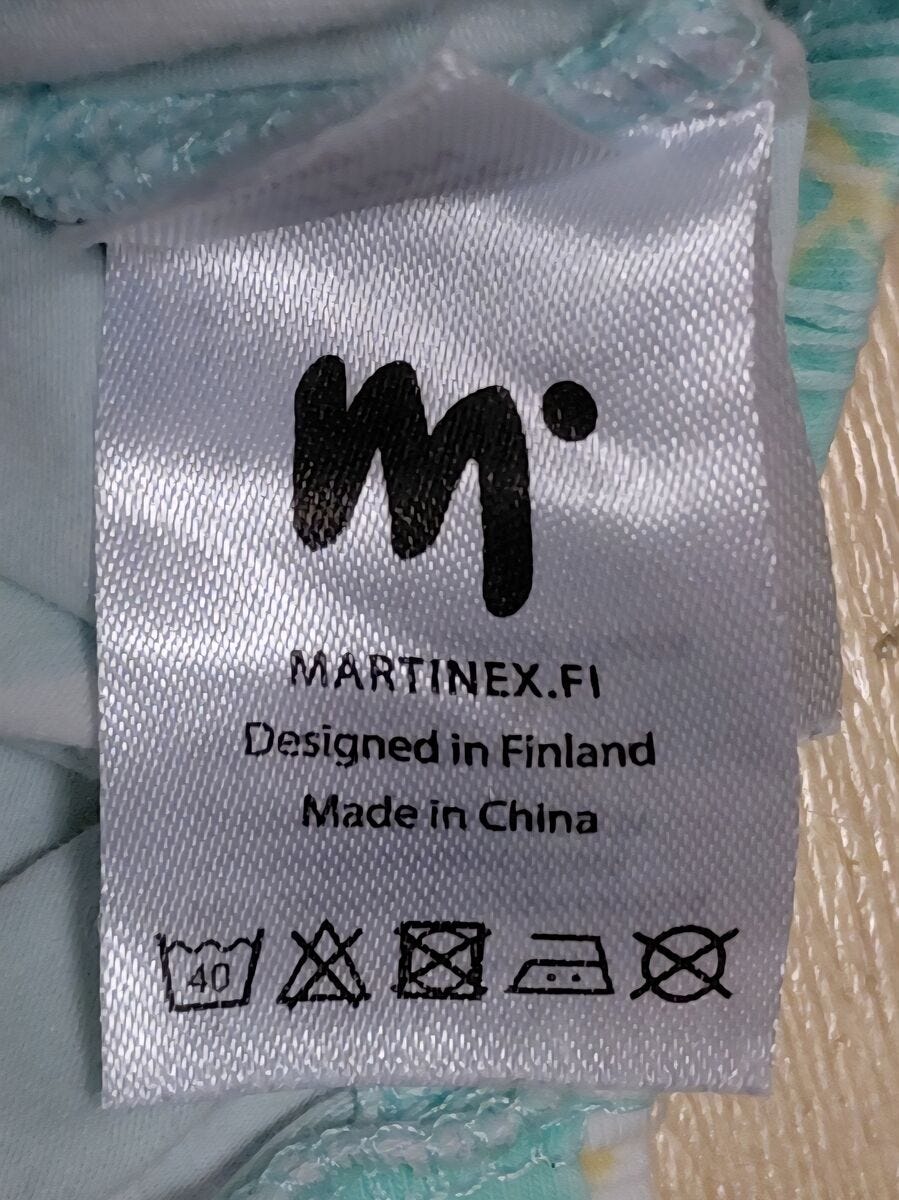 m
MARTINEX.FI
Designed in Finland
Made in China
40